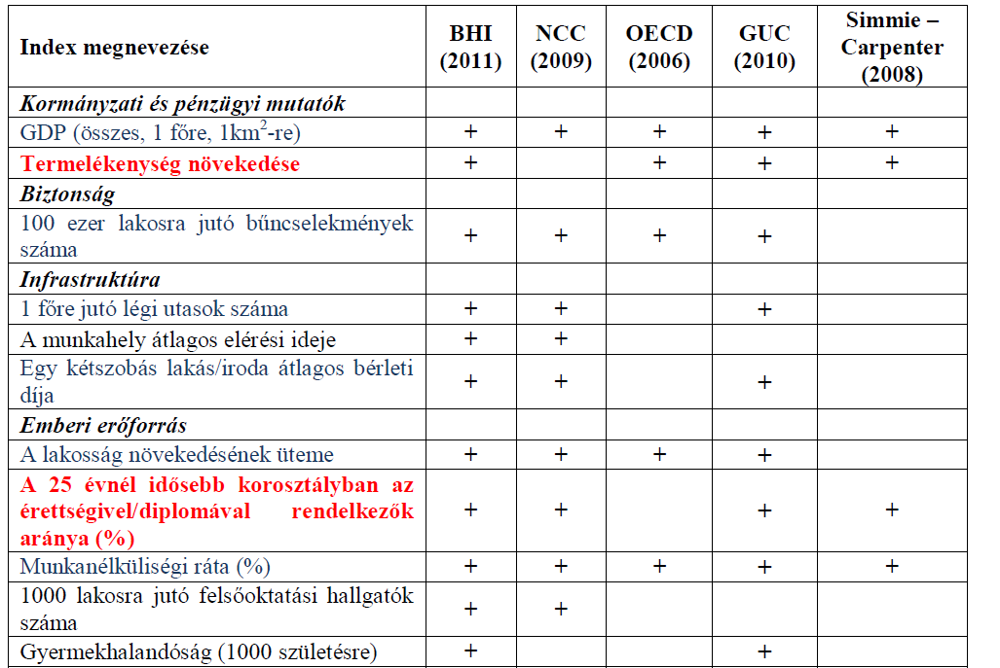 Index megnevezése BHI (2011) NCC (2009) OECD (2006) GUC (2010) Simmie – Carpenter (2008)
Kormányzati és pénzügyi mutatók
GDP (összes, 1 főre, 1km²-re) + + + + +
Termelékenység növekedése + + + +
Biztonság
100 ezer lakosra jutó bűncselekmények
száma + + + +
Infrastruktúra
1 főre jutó légi utasok száma + + +
A munkahely átlagos elérési ideje + +
Egy kétszobás lakás/iroda átlagos bérleti
díja + + +
Emberi erőforrás
A lakosság növekedésének üteme + + + +
A 25 évnél idősebb korosztályban az
érettségivel/diplomával rendelkezők
aránya (%) + + + +
Munkanélküliségi ráta (%) + + + + +
1000 lakosra jutó felsőoktatási hallgatók
száma + +
Gyermekhalandóság (1000 születésre) + +